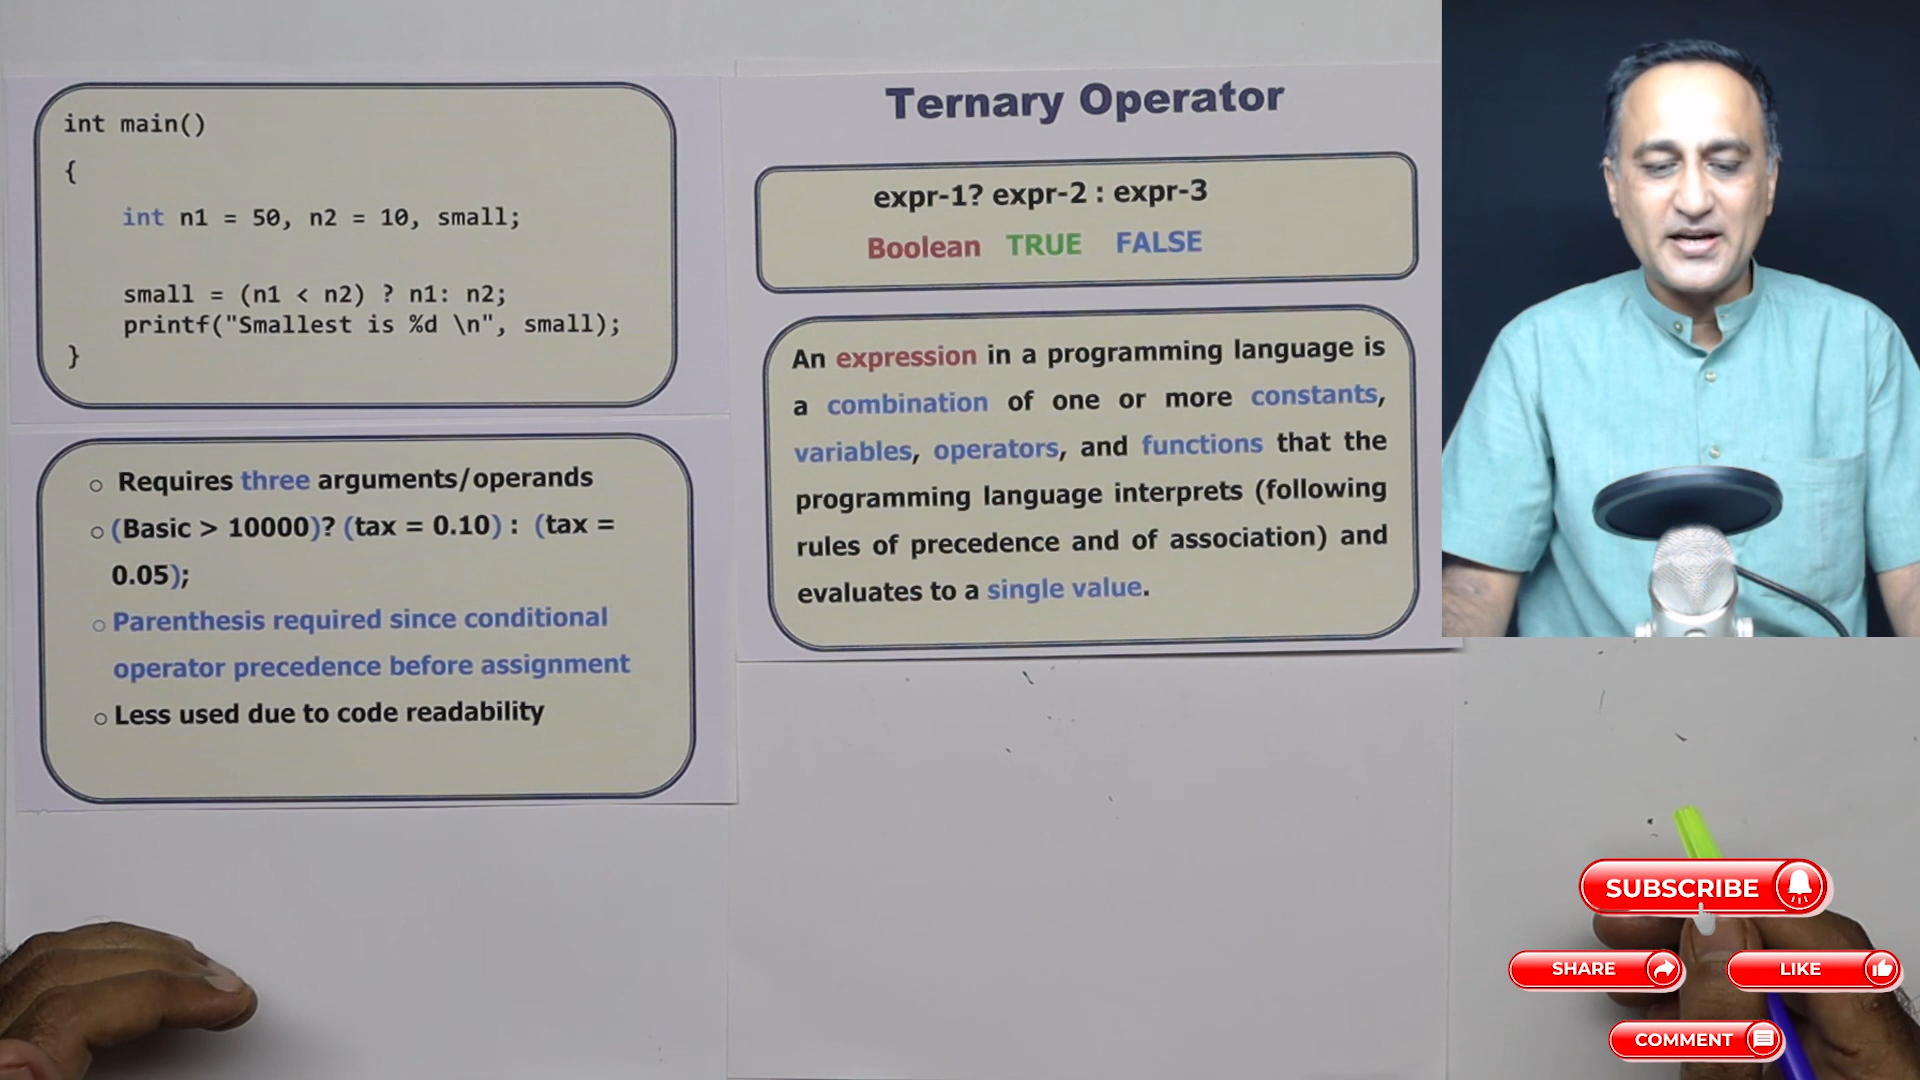 int main()
{
int n1 = 50, n2 = 10, small;
small = (n1 < n2) ? n1: n2;
printf("Smallest is %d \n", small);
}
○ Requires three arguments/operands
○ (Basic > 10000)? (tax = 0.10) : (tax =
0.05);
○ Parenthesis required since conditional
operator precedence before assignment
○ Less used due to code readability
Ternary Operator
expr-1? expr-2 : expr-3
Boolean TRUE FALSE
An expression in a programming language is
a combination of one or more constants,
variables, operators, and functions that the
programming language interprets (following
rules of precedence and of association) and
evaluates to a single value.
SUBSCRIBE
SHARE
LIKE
COMMENT